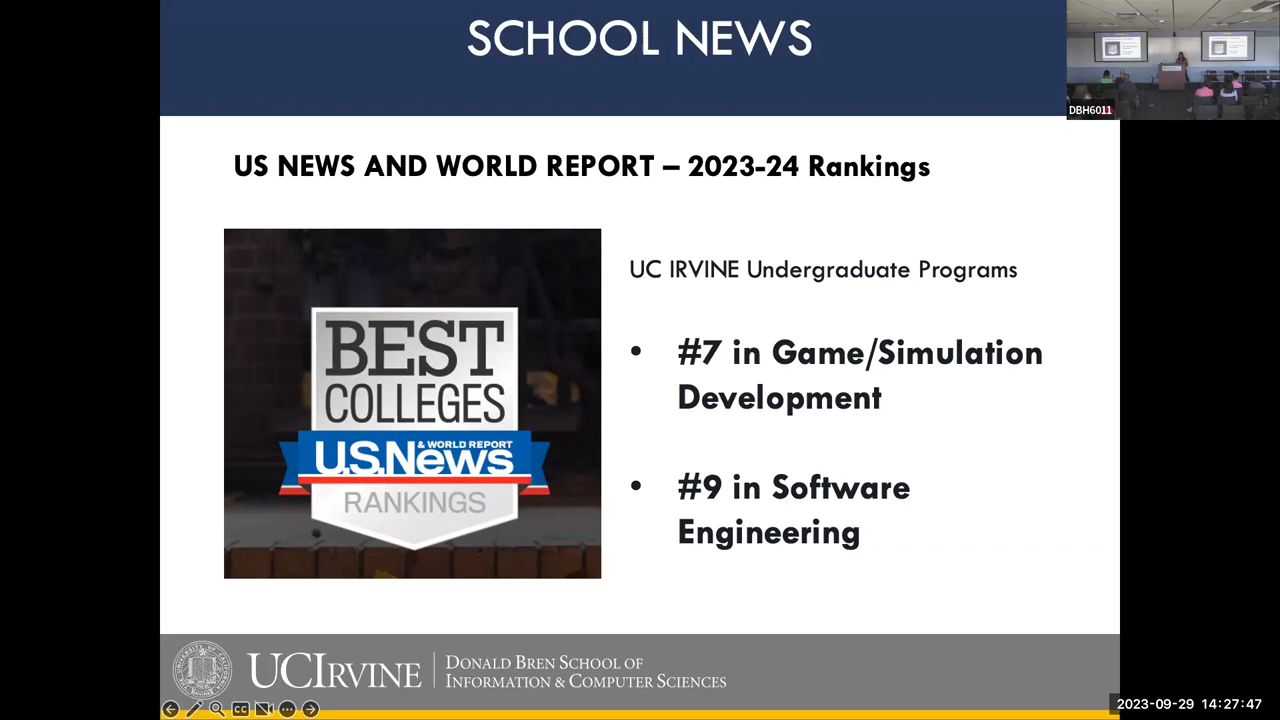 SCHOOL NEWS
DBH6011
US NEWS AND WORLD REPORT – 2023-24 Rankings
UC IRVINE Undergraduate Programs
• #7 in Game/Simulation
Development
• #9 in Software
Engineering
BEST
COLLEGES
U.S.News & WORLD REPORT
RANKINGS
UCIRVINE
DONALD BREN SCHOOL OF
INFORMATION & COMPUTER SCIENCES
CC
2023-09-29 14:27:47